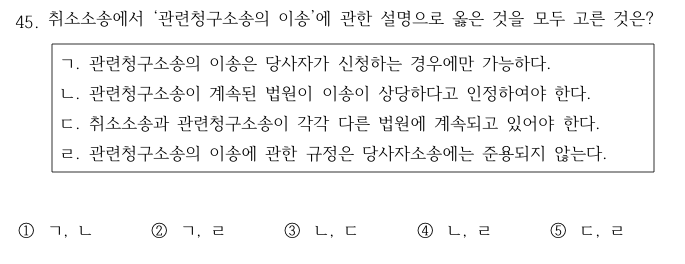 45. 취소소송에서 ‘관련청구소송의 이송’에 관한 설명으로 옳은 것을 모두 고른 것은?
ㄱ. 관련청구소송의 이송은 당사자가 신청하는 경우에만 가능하다.
ㄴ. 관련청구소송이 계속된 법원이 이송이 상당하다고 인정하여야 한다.
ㄷ. 취소소송과 관련청구소송이 각각 다른 법원에 계속되고 있어야 한다.
ㄹ. 관련청구소송의 이송에 관한 규정은 당사자소송에는 준용되지 않는다.
① ㄱ, ㄴ ② ㄱ, ㄹ ③ ㄴ, ㄷ ④ ㄴ, ㄹ ⑤ ㄷ, ㄹ